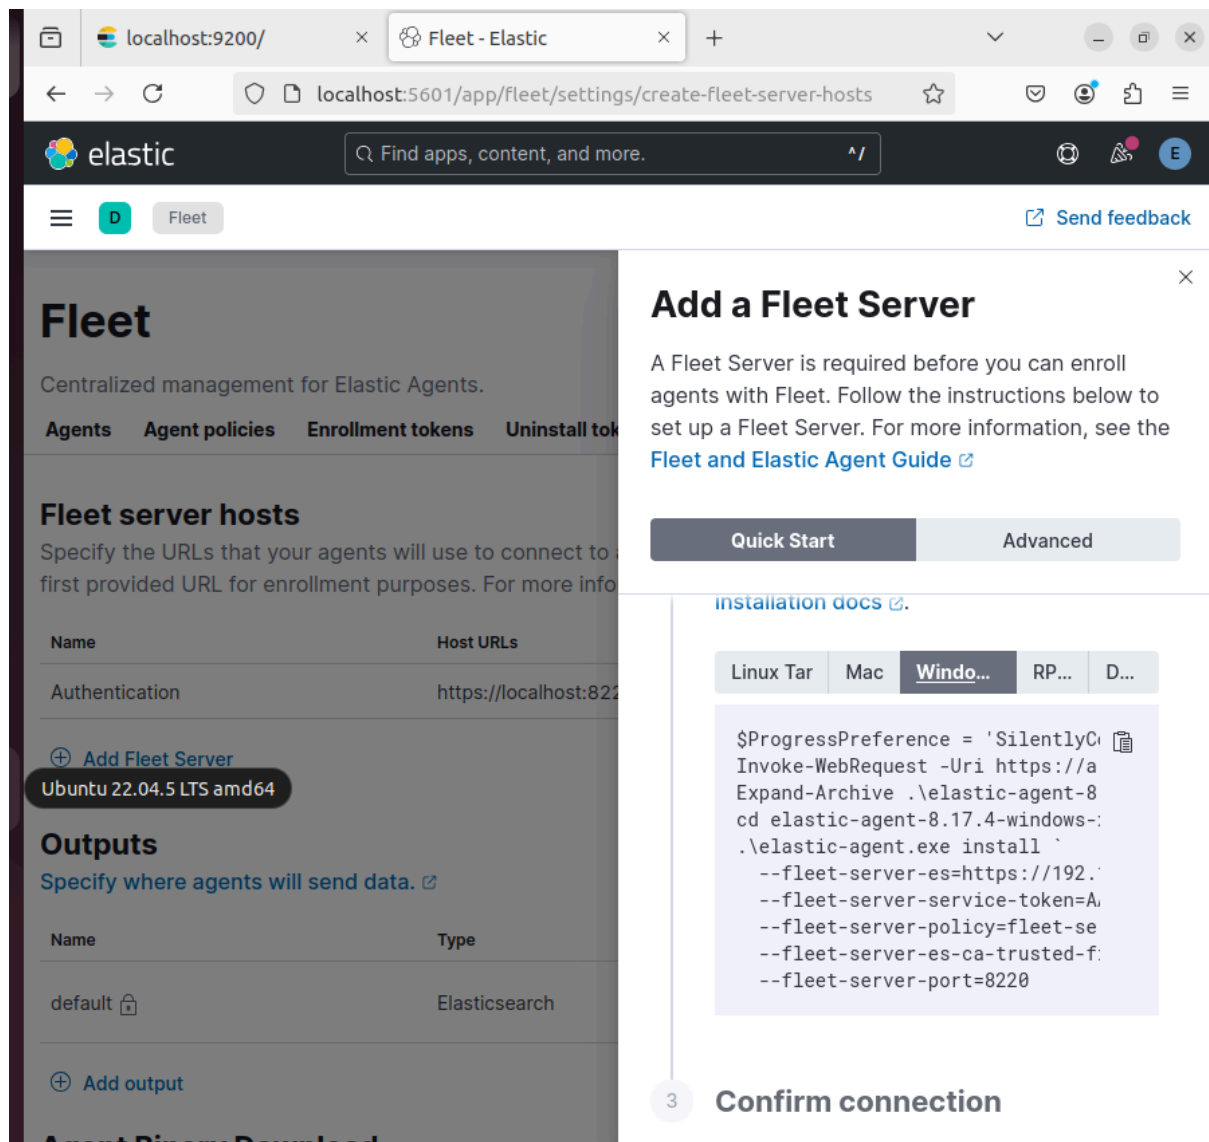 localhost:9200/
Fleet - Elastic
localhost:5601/app/fleet/settings/create-fleet-server-hosts
elastic
Find apps, content, and more.
^/
E
D
Fleet
Send feedback
Fleet
Centralized management for Elastic Agents.
Agents Agent policies Enrollment tokens Uninstall tok
Fleet server hosts
Specify the URLs that your agents will use to connect to
first provided URL for enrollment purposes. For more info
Name Host URLs
Authentication https://localhost:822
Add Fleet Server
Ubuntu 22.04.5 LTS amd64
Outputs
Specify where agents will send data.
Name Type
default Elasticsearch
Add output
Agent Binary Download
Add a Fleet Server
A Fleet Server is required before you can enroll
agents with Fleet. Follow the instructions below to
set up a Fleet Server. For more information, see the
Fleet and Elastic Agent Guide
Quick Start Advanced
installation docs.
Linux Tar Mac Windo... RP... D...
$ProgressPreference = 'SilentlyC
Invoke-WebRequest -Uri https://a
Expand-Archive .\elastic-agent-8
cd elastic-agent-8.17.4-windows-
.\elastic-agent.exe install `
--fleet-server-es=https://192.
--fleet-server-service-token=A
--fleet-server-policy=fleet-se
--fleet-server-es-ca-trusted-f
--fleet-server-port=8220
3 Confirm connection